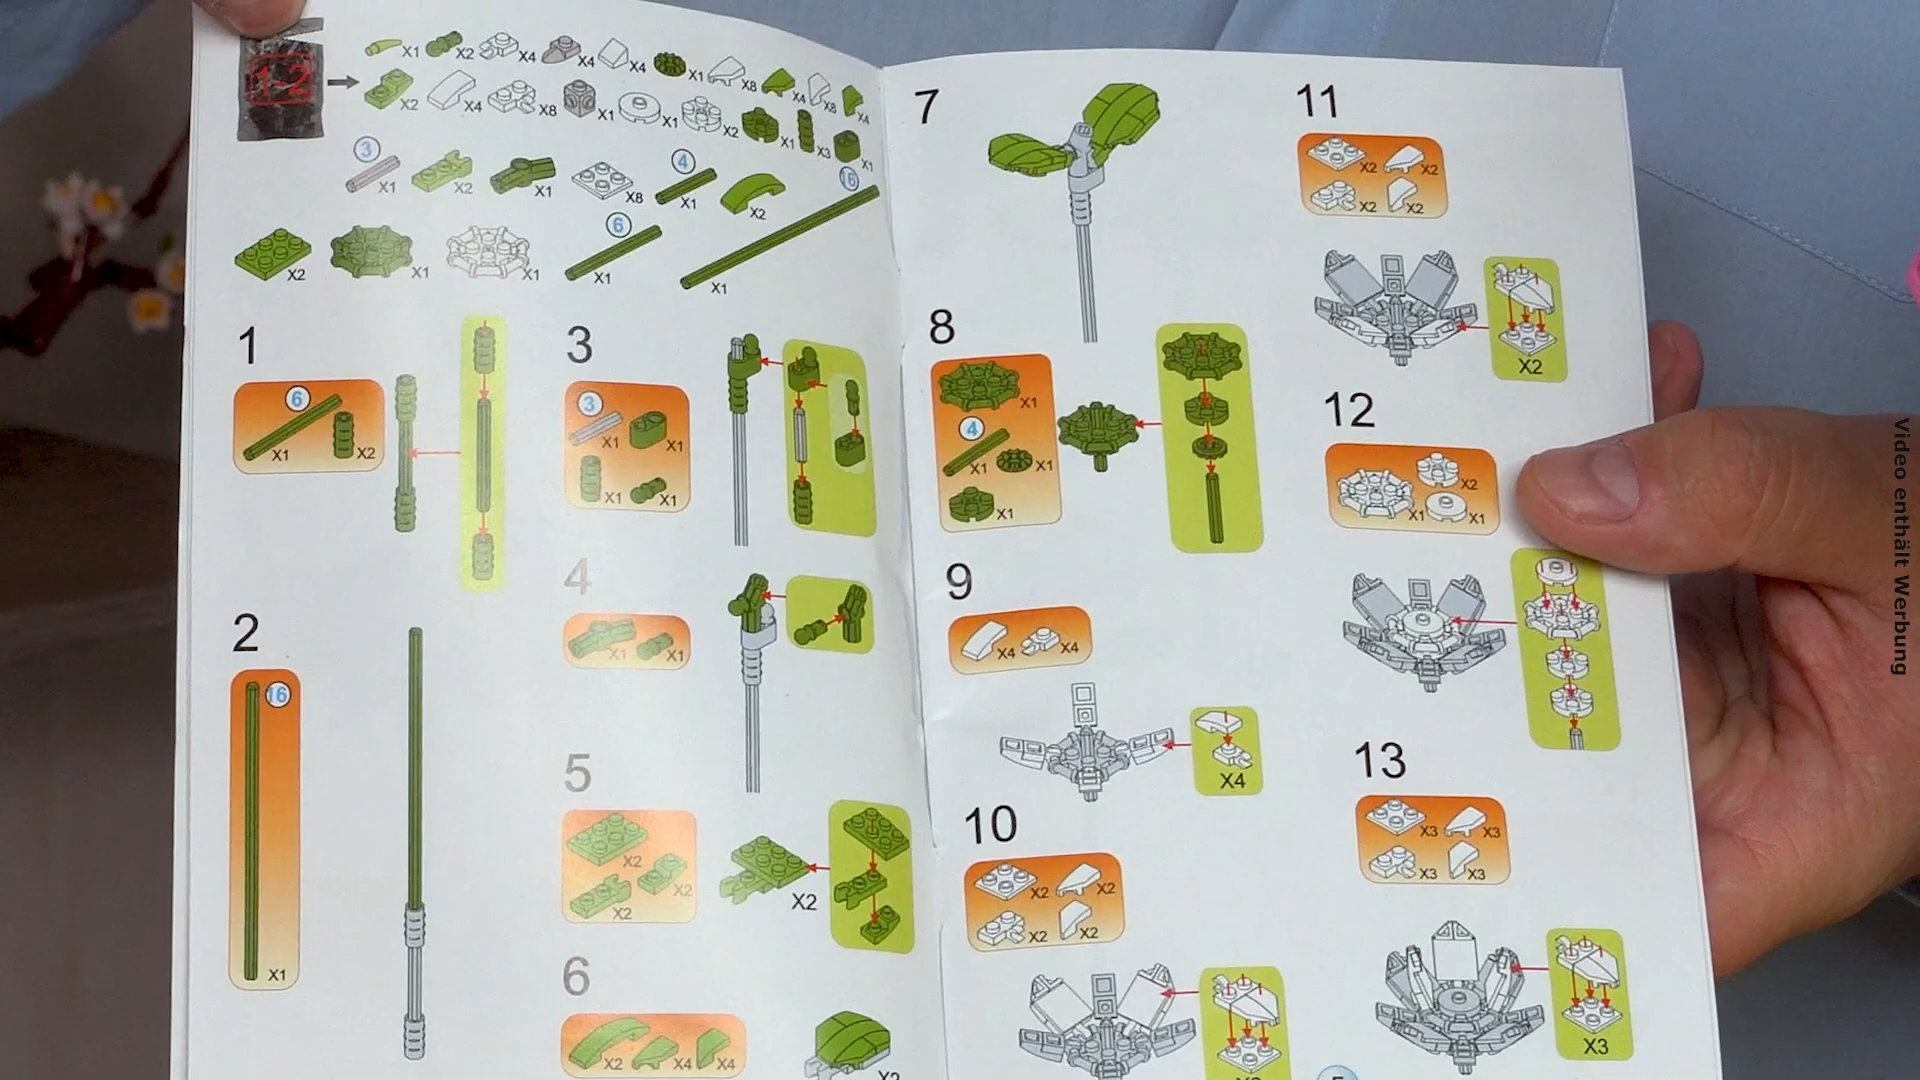 1-2
X1 X2 X4 X4 X4 X1 X8 X4 X8 X4
X2 X4 X8 X1 X1 X2 X1 X3 X1
3 X1 X2 X1 X8 4 X1 X2 16
X2 X1 X1 6 X1 X1
1
6 X1 X2
2
16
X1
3
3 X1 X1
X1 X1
4
X1 X1
5
X2
X2
X2
X2
6
X2 X4 X4
X2
7
8
X1
4 X1 X1
X1
9
X4 X4
X4
10
X2 X2
X2 X2
11
X2 X2
X2 X2
X2
12
X2
X1 X1
13
X3 X3
X3 X3
X3
5
Video enthält Werbung